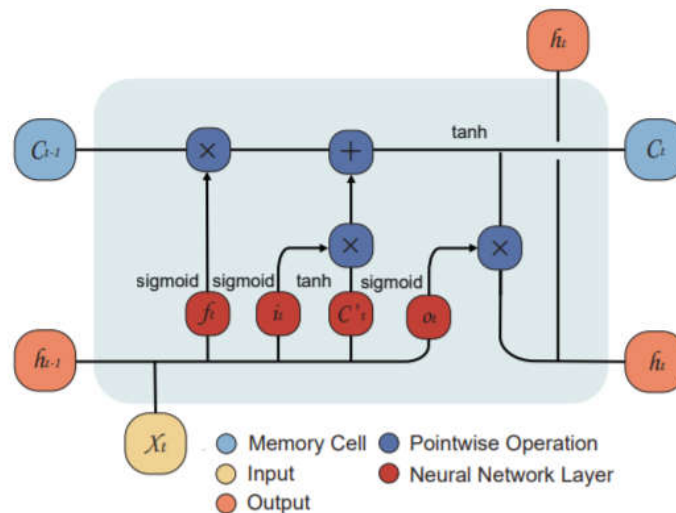 hₜ
tanh
Cₜ₋₁ × + Cₜ
× ×
sigmoid sigmoid tanh sigmoid
fₜ iₜ C'ₜ oₜ
hₜ₋₁ hₜ
Xₜ
Memory Cell Pointwise Operation
Input Neural Network Layer
Output